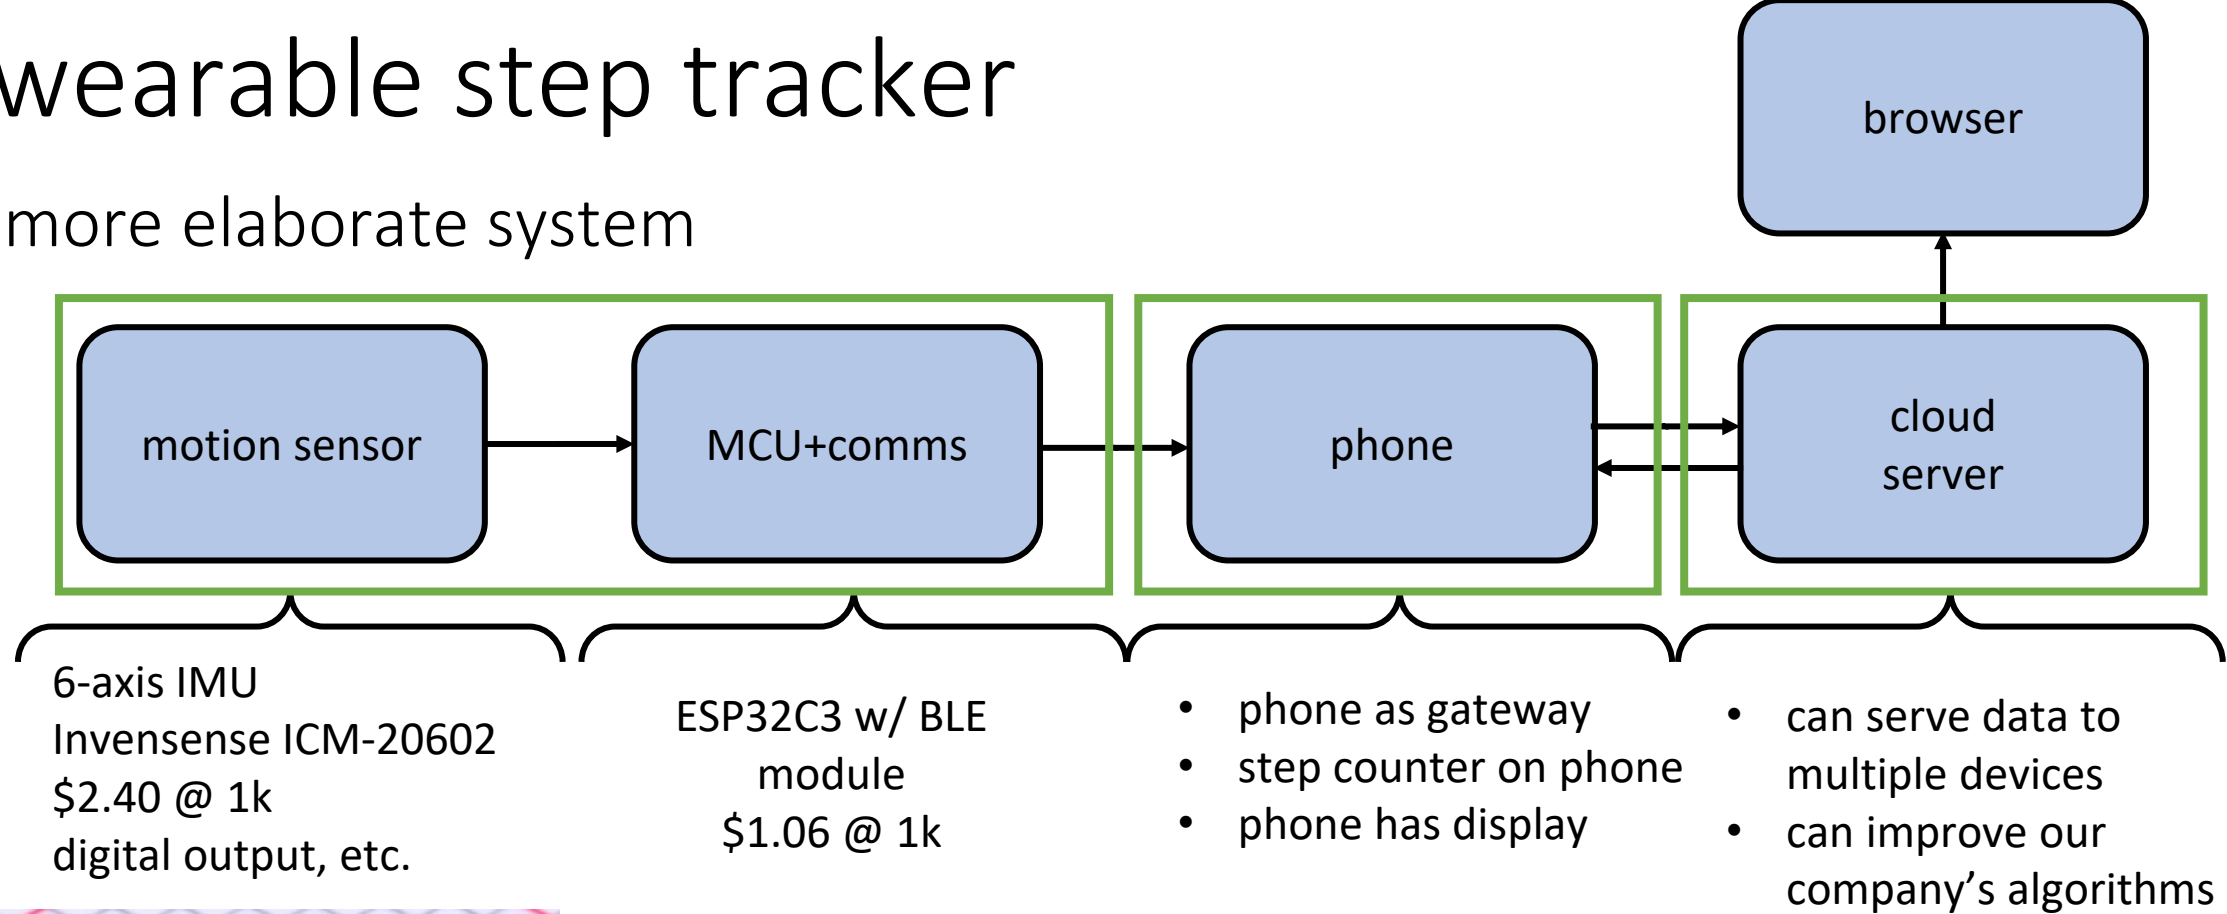 wearable step tracker
more elaborate system
browser
motion sensor
MCU+comms
phone
cloud
server
6-axis IMU
Invensense ICM-20602
$2.40 @ 1k
digital output, etc.
ESP32C3 w/ BLE
module
$1.06 @ 1k
• phone as gateway
• step counter on phone
• phone has display
• can serve data to
multiple devices
• can improve our
company’s algorithms